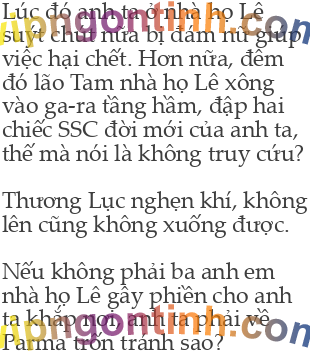 Lúc đó anh ta ở nhà họ Lê
suýt chút nữa bị đám nữ giúp
việc hại chết. Hơn nữa, đêm
đó lão Tam nhà họ Lê xông
vào ga-ra tầng hầm, đập hai
chiếc SSC đời mới của anh ta,
thế mà nói là không truy cứu?
Thương Lục nghẹn khí, không
lên cũng không xuống được.
Nếu không phải ba anh em
nhà họ Lê gây phiền cho anh
ta khắp nơi, anh ta phải về
Parma trốn tránh sao?